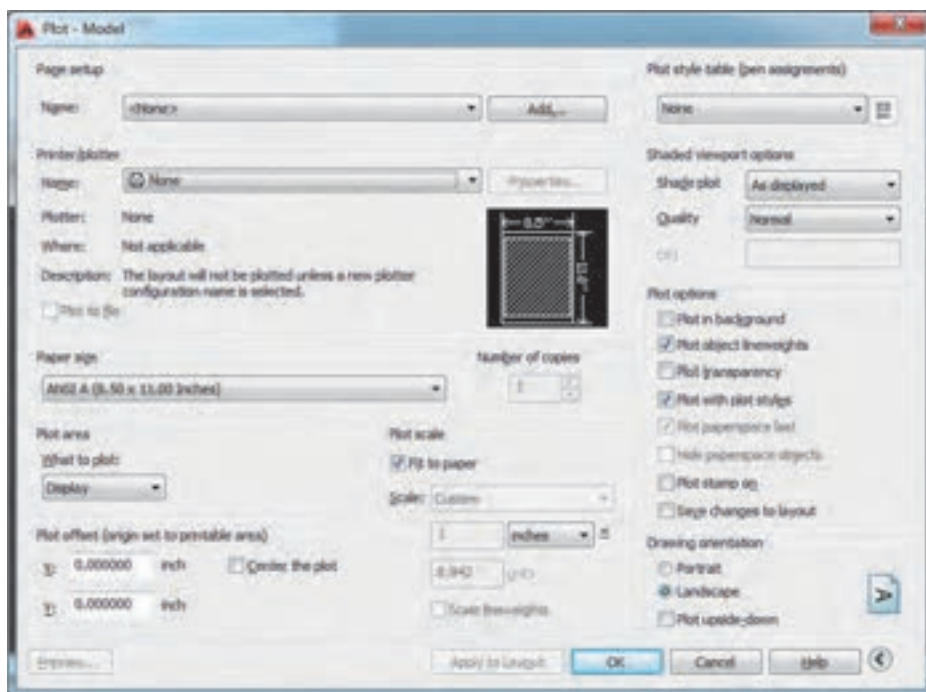 Plot - Model
Page setup
Name:
<None>
Add...
Printer/plotter
Name:
None
Properties...
Plotter:
None
Where:
Not applicable
Description:
The layout will not be plotted unless a new plotter
configuration name is selected.
Plot to file
8.5"
Paper size
ANSI A (8.50 x 11.00 Inches)
Number of copies
1
Plot area
What to plot:
Display
Plot scale
Fit to paper
Scale:
Custom
1
inches
=
8.942
units
Scale lineweights
Plot offset (origin set to printable area)
X:
0.000000
inch
Center the plot
Y:
0.000000
inch
Plot style table (pen assignments)
None
Shaded viewport options
Shade plot
As displayed
Quality
Normal
DPI
Plot options
Plot in background
Plot object lineweights
Plot transparency
Plot with plot styles
Plot paperspace last
Hide paperspace objects
Plot stamp on
Save changes to layout
Drawing orientation
Portrait
Landscape
Plot upside-down
A
Preview...
Apply to Layout
OK
Cancel
Help